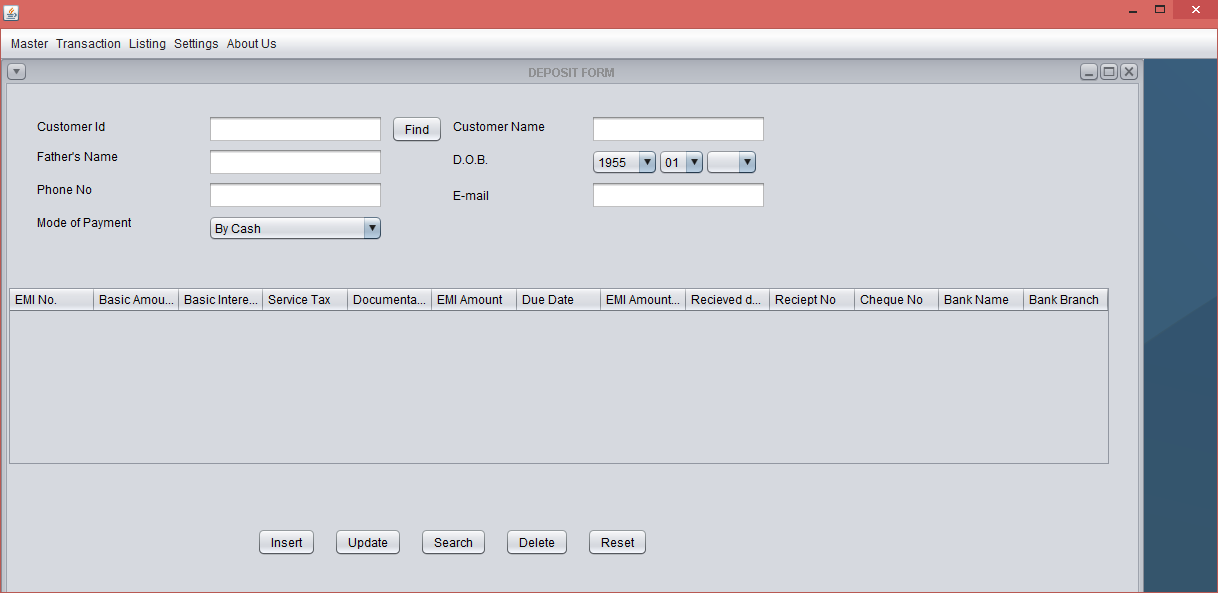 Master Transaction Listing Settings About Us
DEPOSIT FORM
Customer Id Find Customer Name
Father's Name D.O.B. 1955 01
Phone No E-mail
Mode of Payment By Cash
EMI No. Basic Amou... Basic Intere... Service Tax Documenta... EMI Amount Due Date EMI Amount... Recieved d... Reciept No Cheque No Bank Name Bank Branch
Insert Update Search Delete Reset